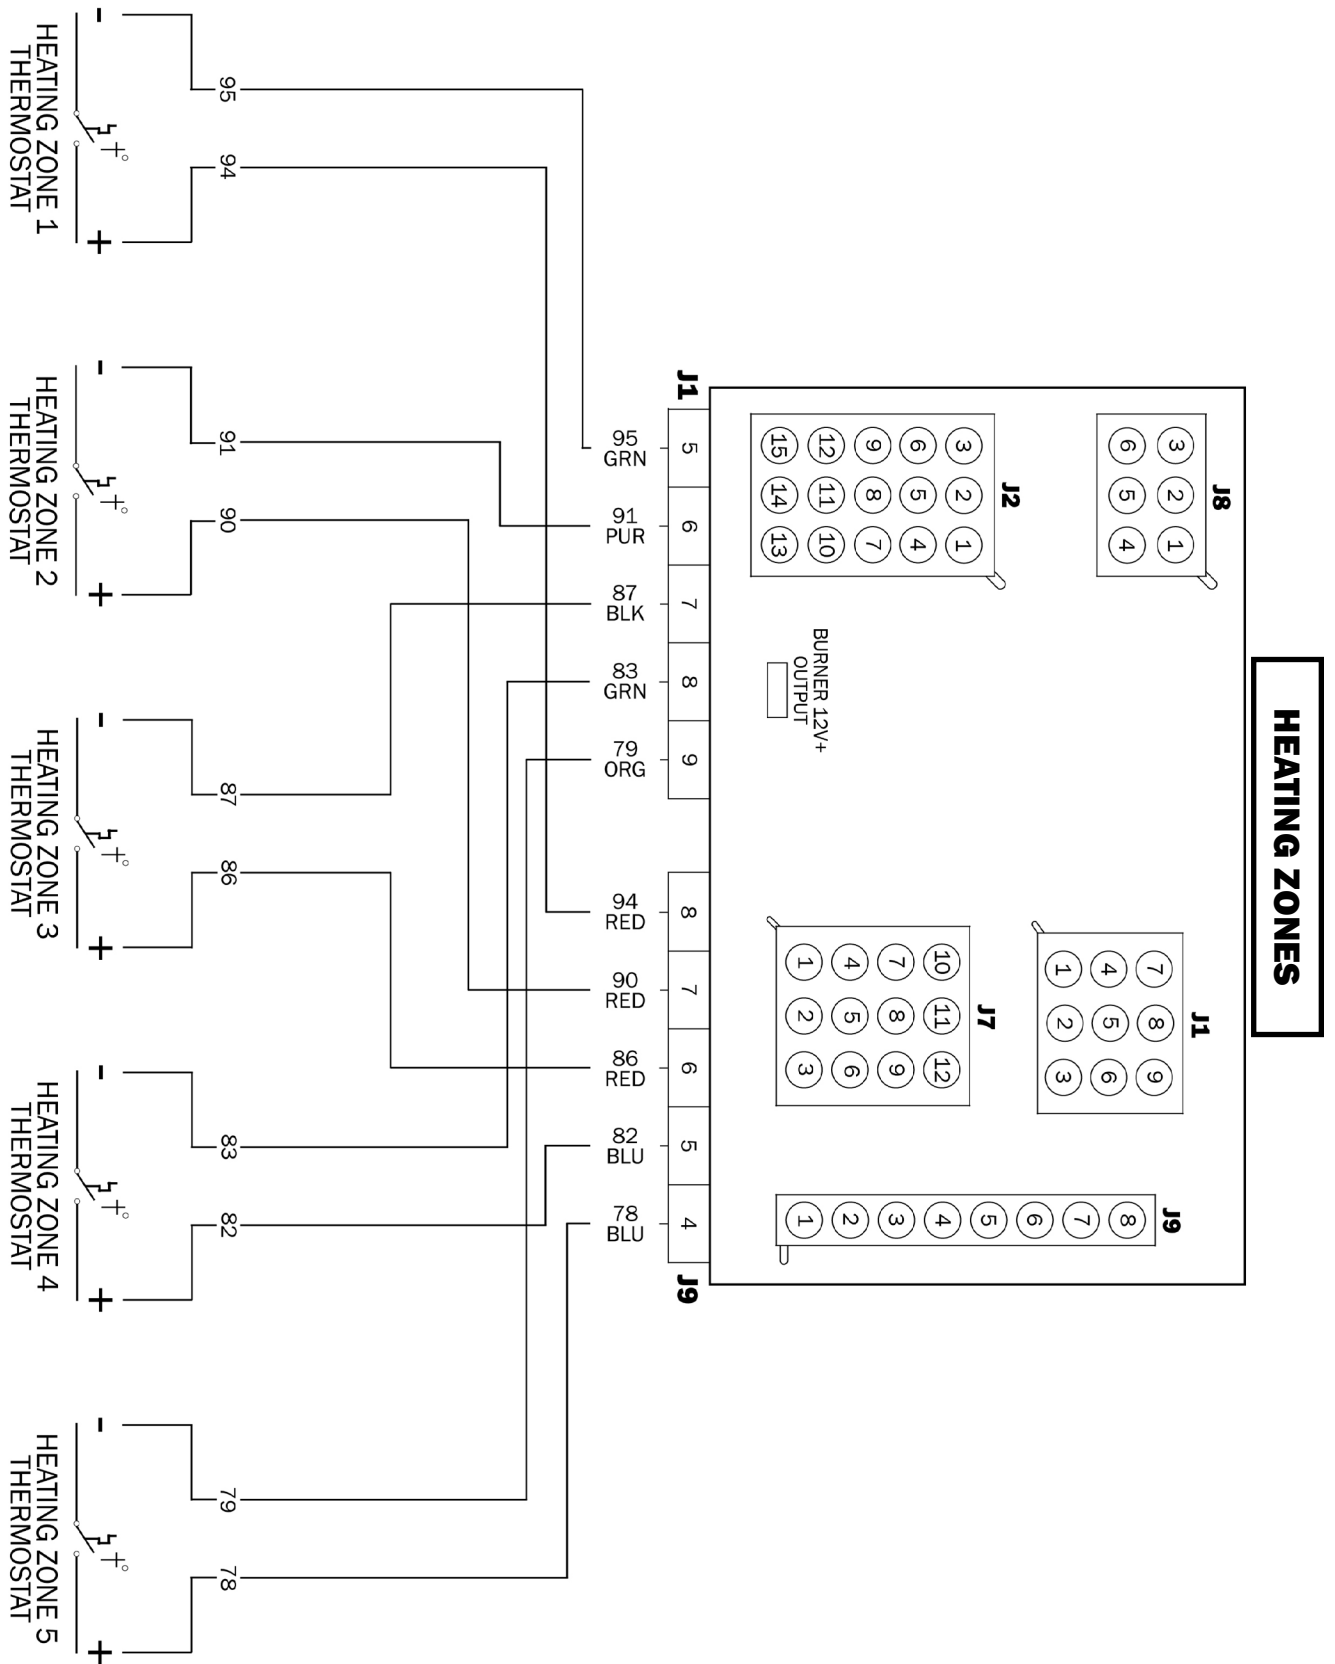 HEATING ZONES
J8
3 2 1
6 5 4
J2
3 2 1
6 5 4
9 8 7
12 11 10
15 14 13
BURNER 12V+
OUTPUT
J1
7 8 9
4 5 6
1 2 3
J7
10 11 12
7 8 9
4 5 6
1 2 3
J9
8
7
6
5
4
3
2
1
J1
5
6
7
8
9
8
7
6
5
4
J9
95
GRN
91
PUR
87
BLK
83
GRN
79
ORG
94
RED
90
RED
86
RED
82
BLU
78
BLU
95
94
91
90
87
86
83
82
79
78
- +
HEATING ZONE 1
THERMOSTAT
- +
HEATING ZONE 2
THERMOSTAT
- +
HEATING ZONE 3
THERMOSTAT
- +
HEATING ZONE 4
THERMOSTAT
- +
HEATING ZONE 5
THERMOSTAT